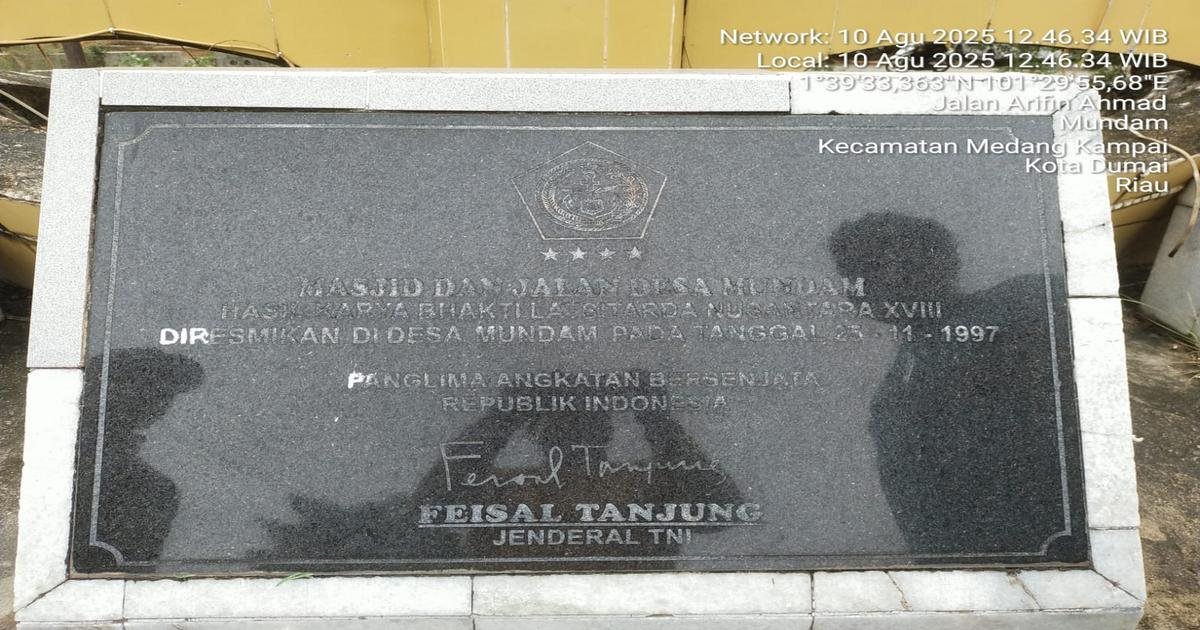 Network: 10 Agu 2025 12.46.34 WIB
Local: 10 Agu 2025 12.46.34 WIB
1°39'33,363"N 101°29'55,68"E
Jalan Arifin Ahmad
Mundam
Kecamatan Medang Kampai
Kota Dumai
Riau
MASJID DAN JALAN DESA MUNDAM
HASIL KARYA BHAKTI LATSITARDA NUSANTARA XVIII
DIRESMIKAN DI DESA MUNDAM PADA TANGGAL 25 - 11 - 1997
PANGLIMA ANGKATAN BERSENJATA
REPUBLIK INDONESIA
Feisal Tanjung
FEISAL TANJUNG
JENDERAL TNI